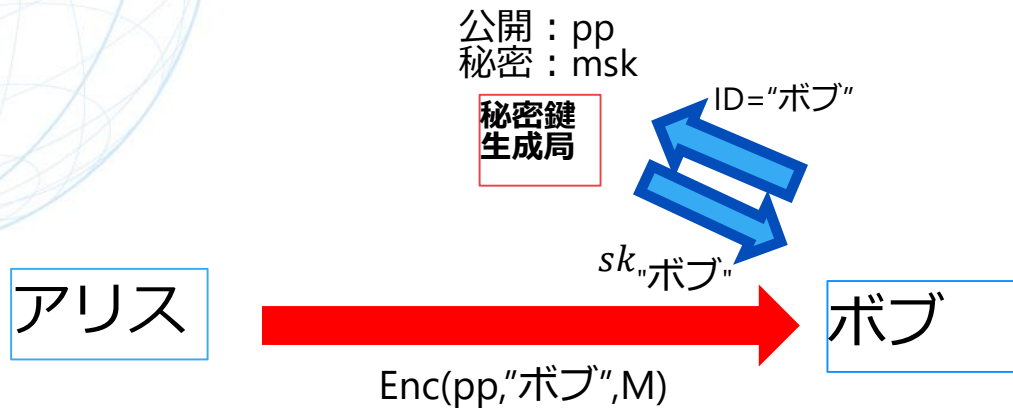 公開：pp
秘密：msk
秘密鍵
生成局
ID="ボブ"
sk"ボブ"
アリス
ボブ
Enc(pp,"ボブ",M)